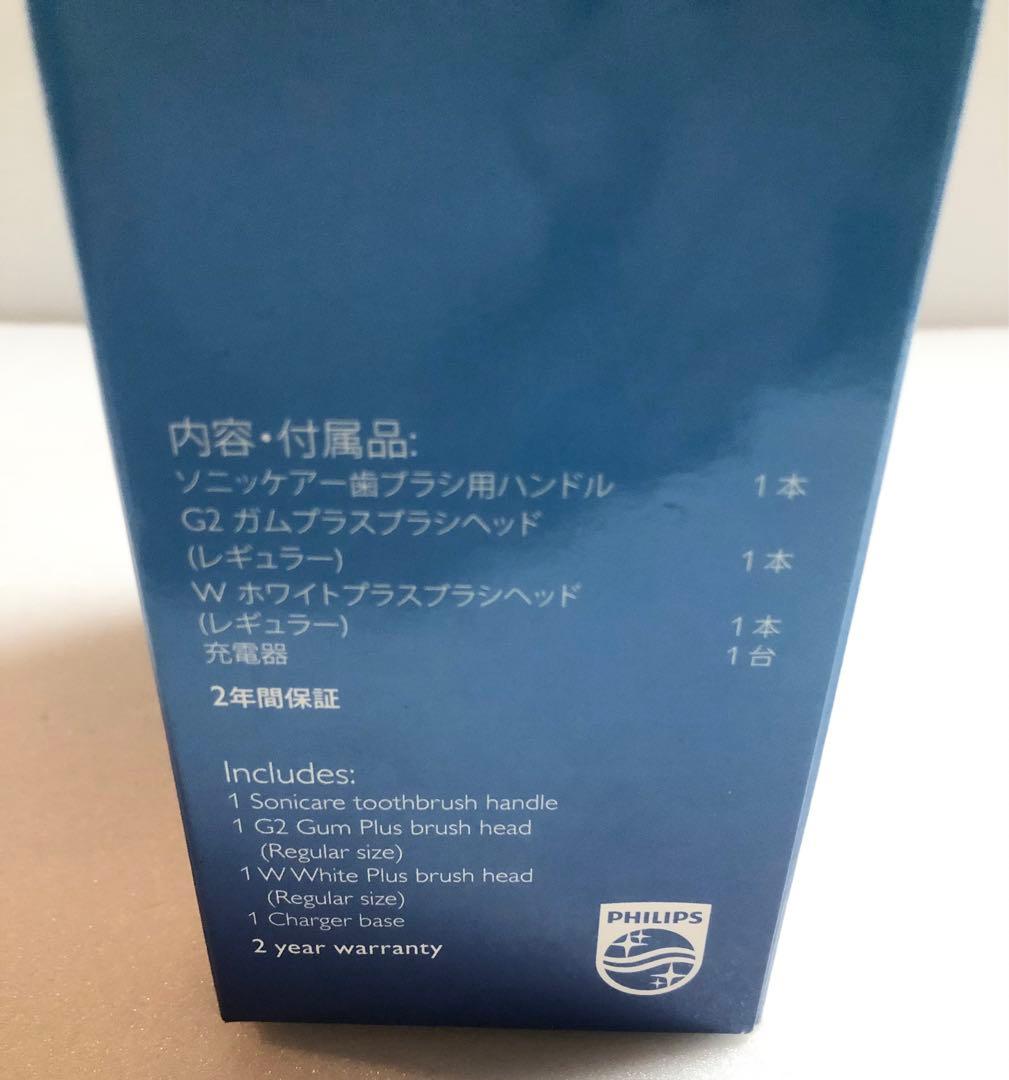 内容・付属品:
ソニッケアー歯ブラシ用ハンドル 1本
G2 ガムプラスブラシヘッド
(レギュラー) 1本
W ホワイトプラスブラシヘッド
(レギュラー) 1本
充電器 1台
2年間保証
Includes:
1 Sonicare toothbrush handle
1 G2 Gum Plus brush head
(Regular size)
1 W White Plus brush head
(Regular size)
1 Charger base
2 year warranty
PHILIPS